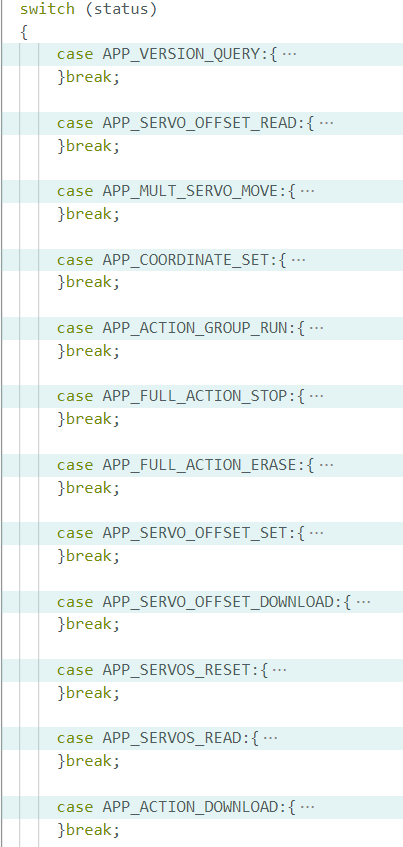 switch (status)
{
case APP_VERSION_QUERY:{ ···
}break;
case APP_SERVO_OFFSET_READ:{ ···
}break;
case APP_MULT_SERVO_MOVE:{ ···
}break;
case APP_COORDINATE_SET:{ ···
}break;
case APP_ACTION_GROUP_RUN:{ ···
}break;
case APP_FULL_ACTION_STOP:{ ···
}break;
case APP_FULL_ACTION_ERASE:{ ···
}break;
case APP_SERVO_OFFSET_SET:{ ···
}break;
case APP_SERVO_OFFSET_DOWNLOAD:{ ···
}break;
case APP_SERVOS_RESET:{ ···
}break;
case APP_SERVOS_READ:{ ···
}break;
case APP_ACTION_DOWNLOAD:{ ···
}break;